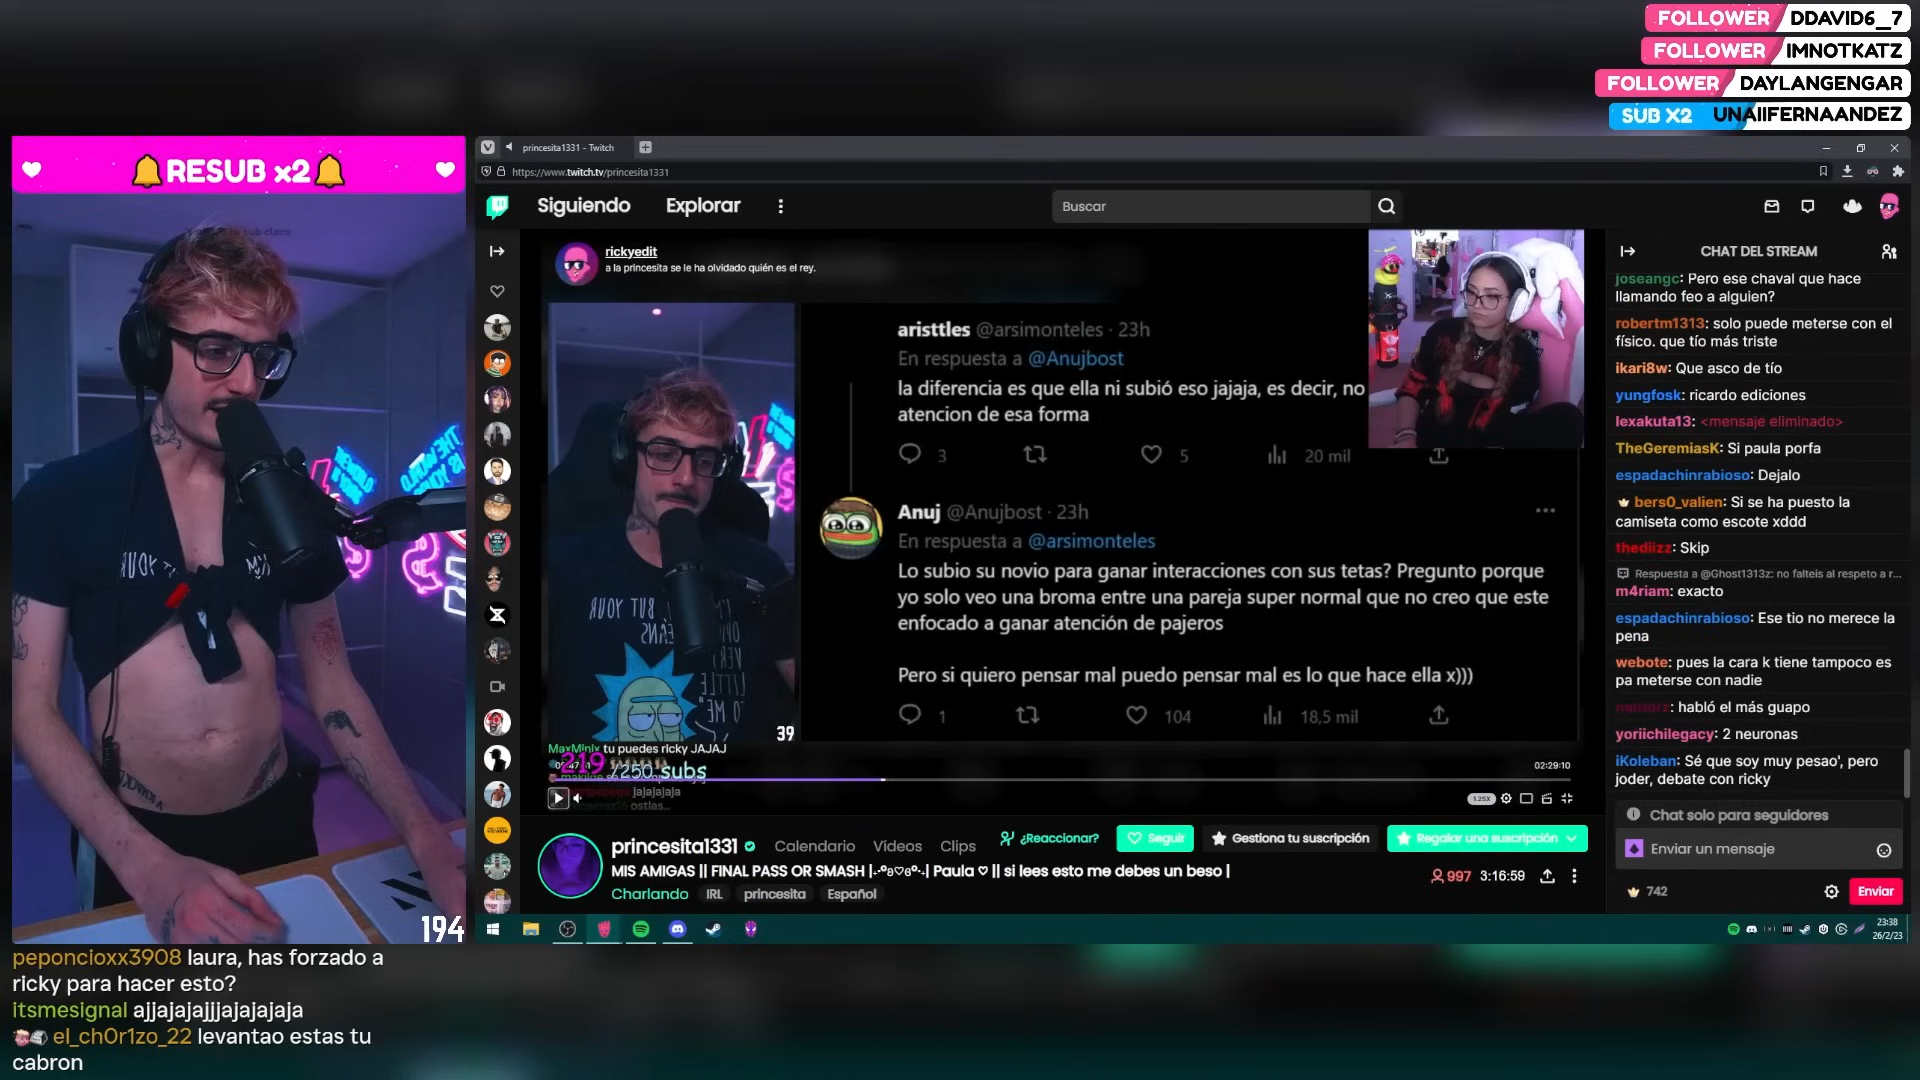 FOLLOWER DDAVID6_7
FOLLOWER IMNOTKATZ
FOLLOWER DAYLANGENGAR
SUB X2 UNAIIFERNAANDEZ
RESUB x2
princesita1331 - Twitch
https://www.twitch.tv/princesita1331
Siguiendo Explorar
Buscar
rickyedit
a la princesita se le ha olvidado quién es el rey.
aristtles @arsimonteles · 23h
En respuesta a @Anujbost
la diferencia es que ella ni subió eso jajaja, es decir, no
atencion de esa forma
3 5 20 mil
Anuj @Anujbost · 23h
En respuesta a @arsimonteles
Lo subio su novio para ganar interacciones con sus tetas? Pregunto porque
yo solo veo una broma entre una pareja super normal que no creo que este
enfocado a ganar atención de pajeros
Pero si quiero pensar mal puedo pensar mal es lo que hace ella x)))
1 104 18,5 mil
39
MaxMinix tu puedes ricky JAJAJ
219 /250 subs
jajajajaja
ostias...
02:29:10
1.25X
princesita1331 Calendario Vídeos Clips
¿Reaccionar? Seguir Gestiona tu suscripción Regalar una suscripción
MIS AMIGAS || FINAL PASS OR SMASH |˖·º₀♡₀º·˖| Paula ♡ || si lees esto me debes un beso |
Charlando IRL princesita Español
997 3:16:59
CHAT DEL STREAM
joseangc: Pero ese chaval que hace
llamando feo a alguien?
robertm1313: solo puede meterse con el
físico. que tío más triste
ikari8w: Que asco de tío
yungfosk: ricardo ediciones
lexakuta13: <mensaje eliminado>
TheGeremiasK: Si paula porfa
espadachinrabioso: Dejalo
bers0_valien: Si se ha puesto la
camiseta como escote xddd
thediizz: Skip
Respuesta a @Ghost1313z: no falteis al respeto a r...
m4riam: exacto
espadachinrabioso: Ese tio no merece la
pena
webote: pues la cara k tiene tampoco es
pa meterse con nadie
habló el más guapo
yoriichilegacy: 2 neuronas
iKoleban: Sé que soy muy pesao', pero
joder, debate con ricky
Chat solo para seguidores
Enviar un mensaje
742 Enviar
23:38
26/2/23
194
peponcioxx3908 laura, has forzado a
ricky para hacer esto?
itsmesignal ajjajajajjjajajajaja
el_ch0r1zo_22 levantao estas tu
cabron